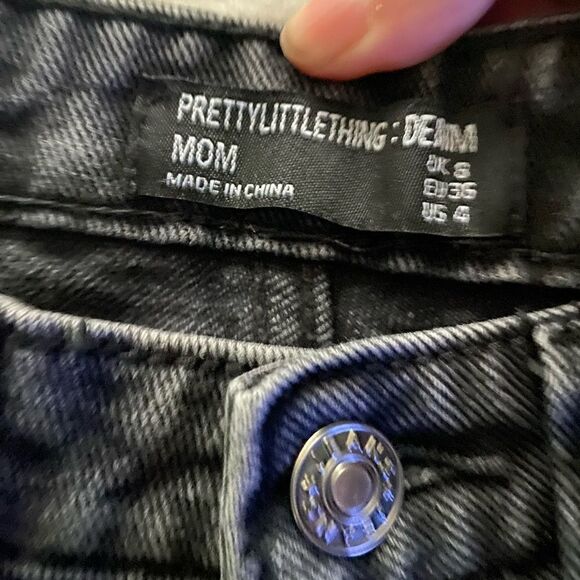 PRETTYLITTLETHING : DENIM
MOM
MADE IN CHINA
UK 8
EU 36
US 4